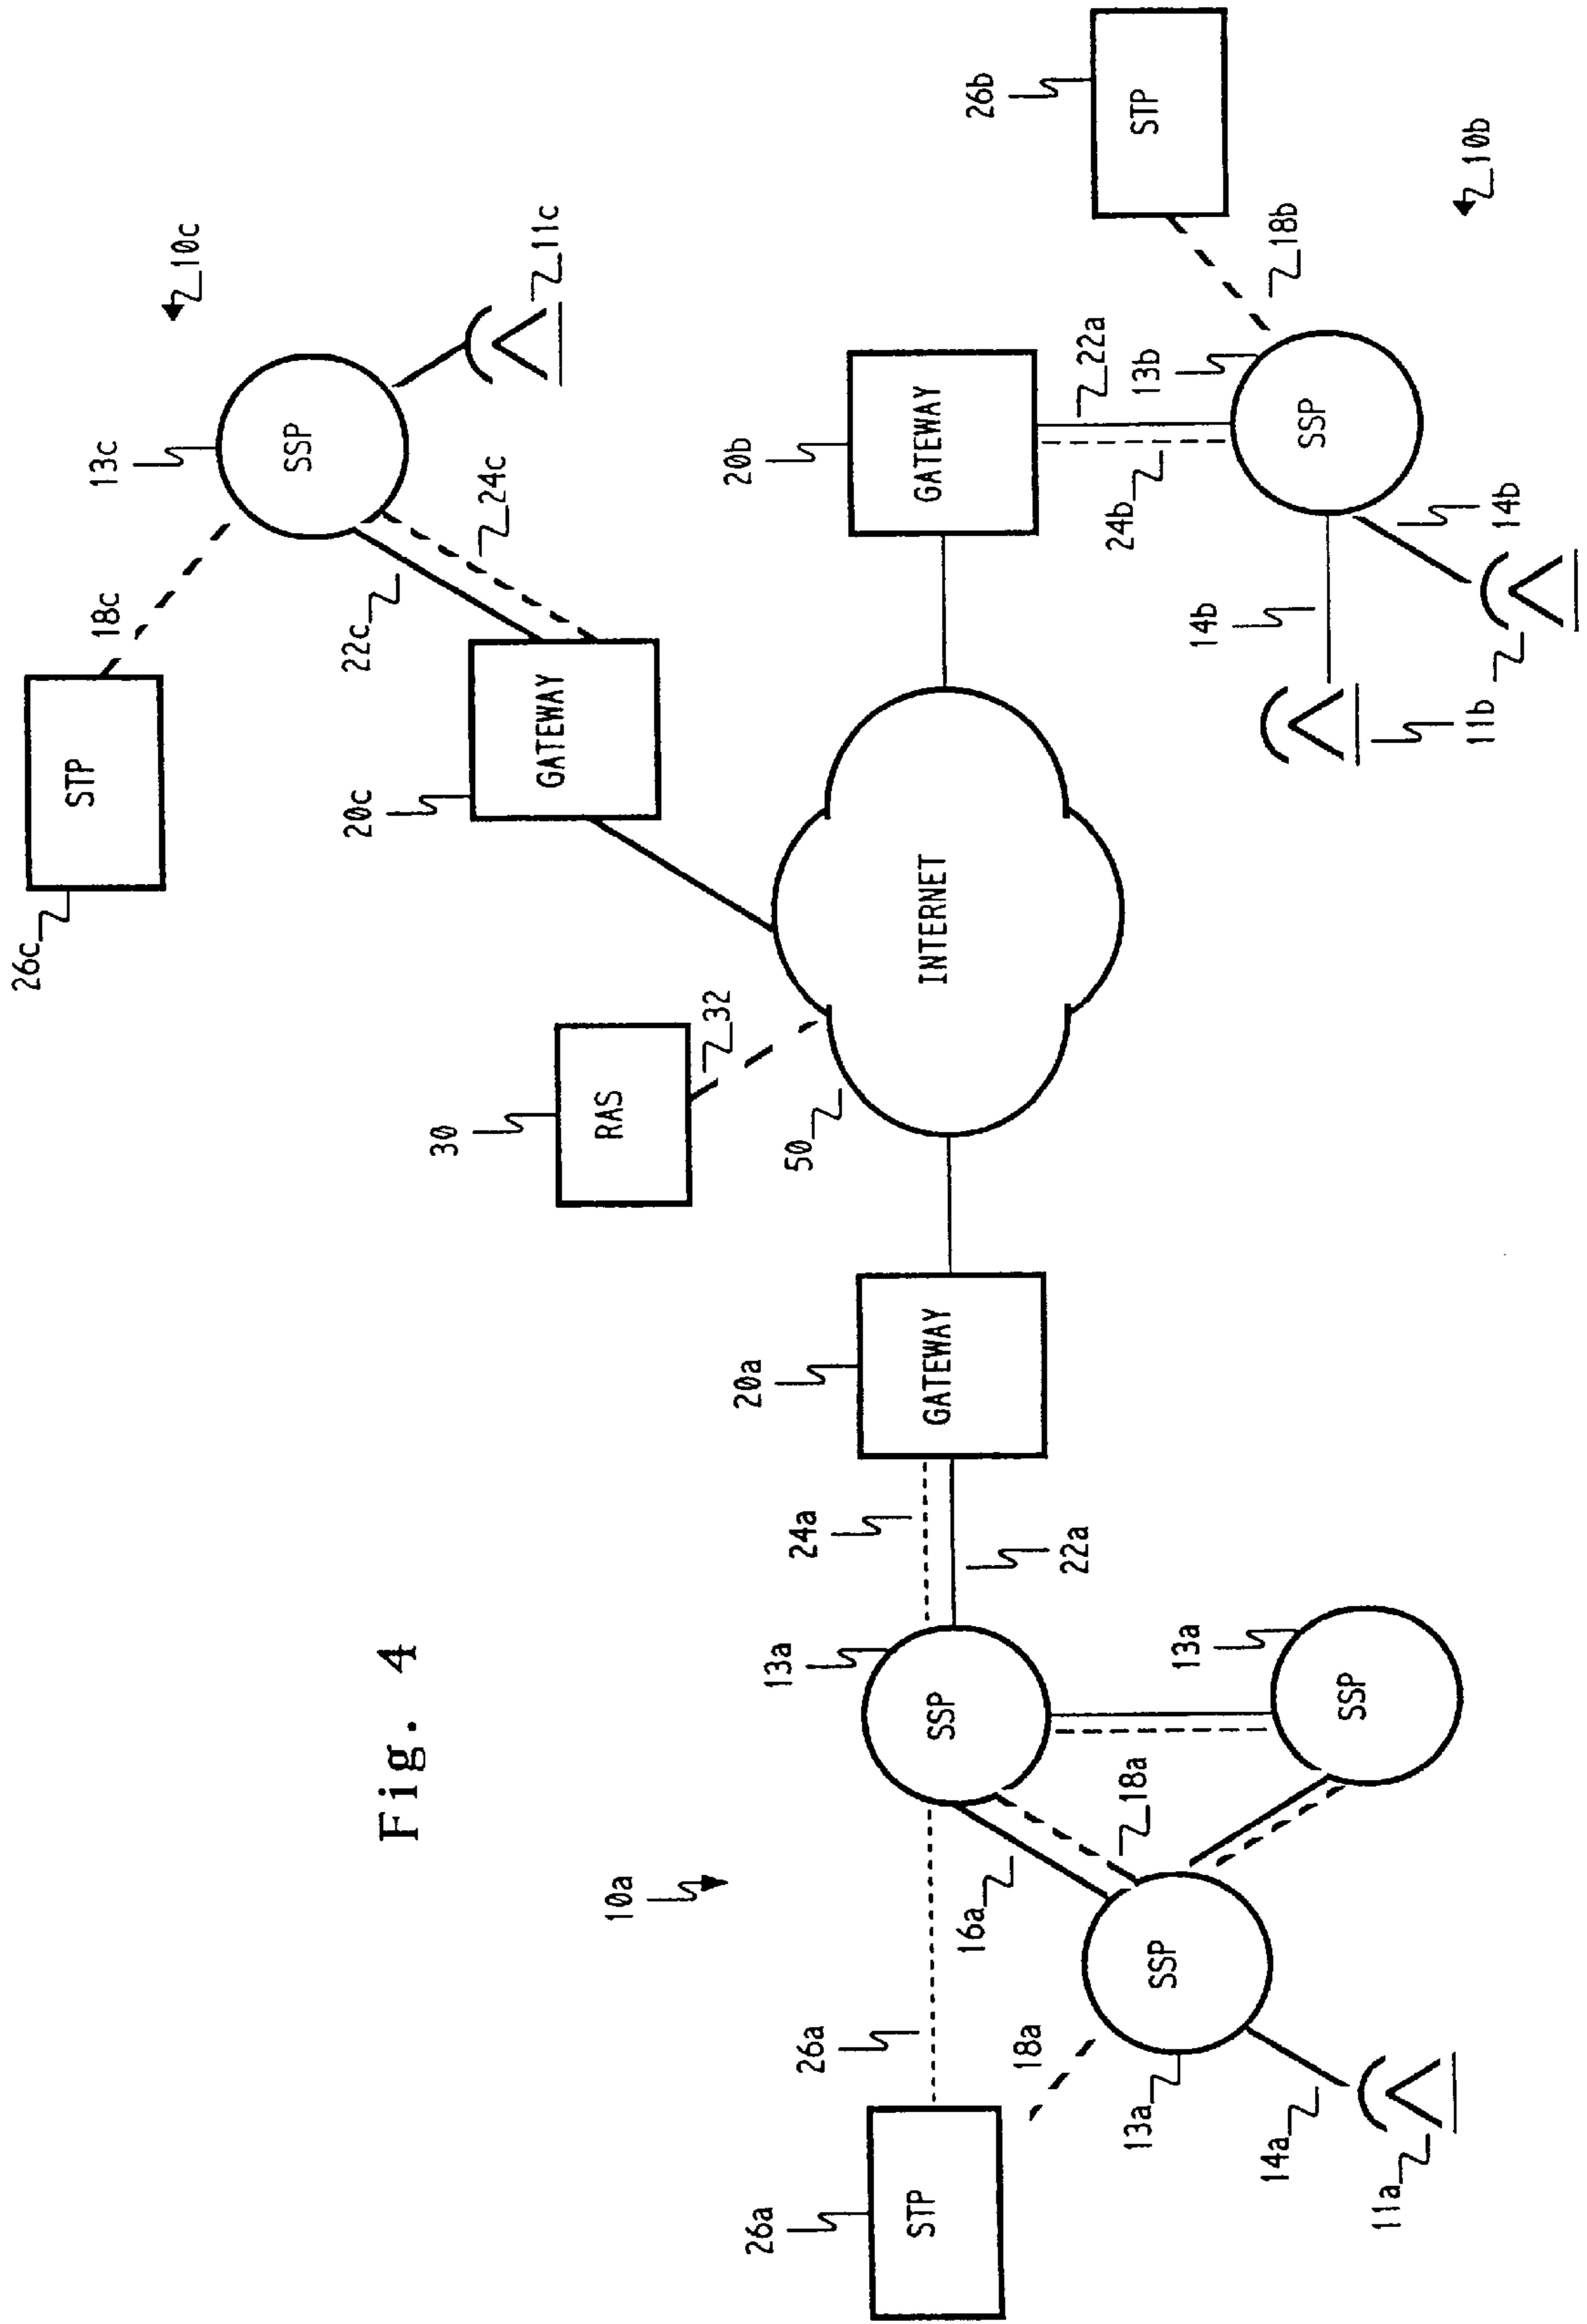 Fig. 4
10a
10c
10b
26c
STP
18c
13c
SSP
11c
22c
24c
20c
GATEWAY
30
RAS
32
50
INTERNET
20b
GATEWAY
22a
24b
13b
SSP
18b
26b
STP
14b
14b
11b
20a
GATEWAY
24a
22a
13a
SSP
13a
SSP
16a
18a
13a
SSP
26a
18a
26a
STP
14a
11a